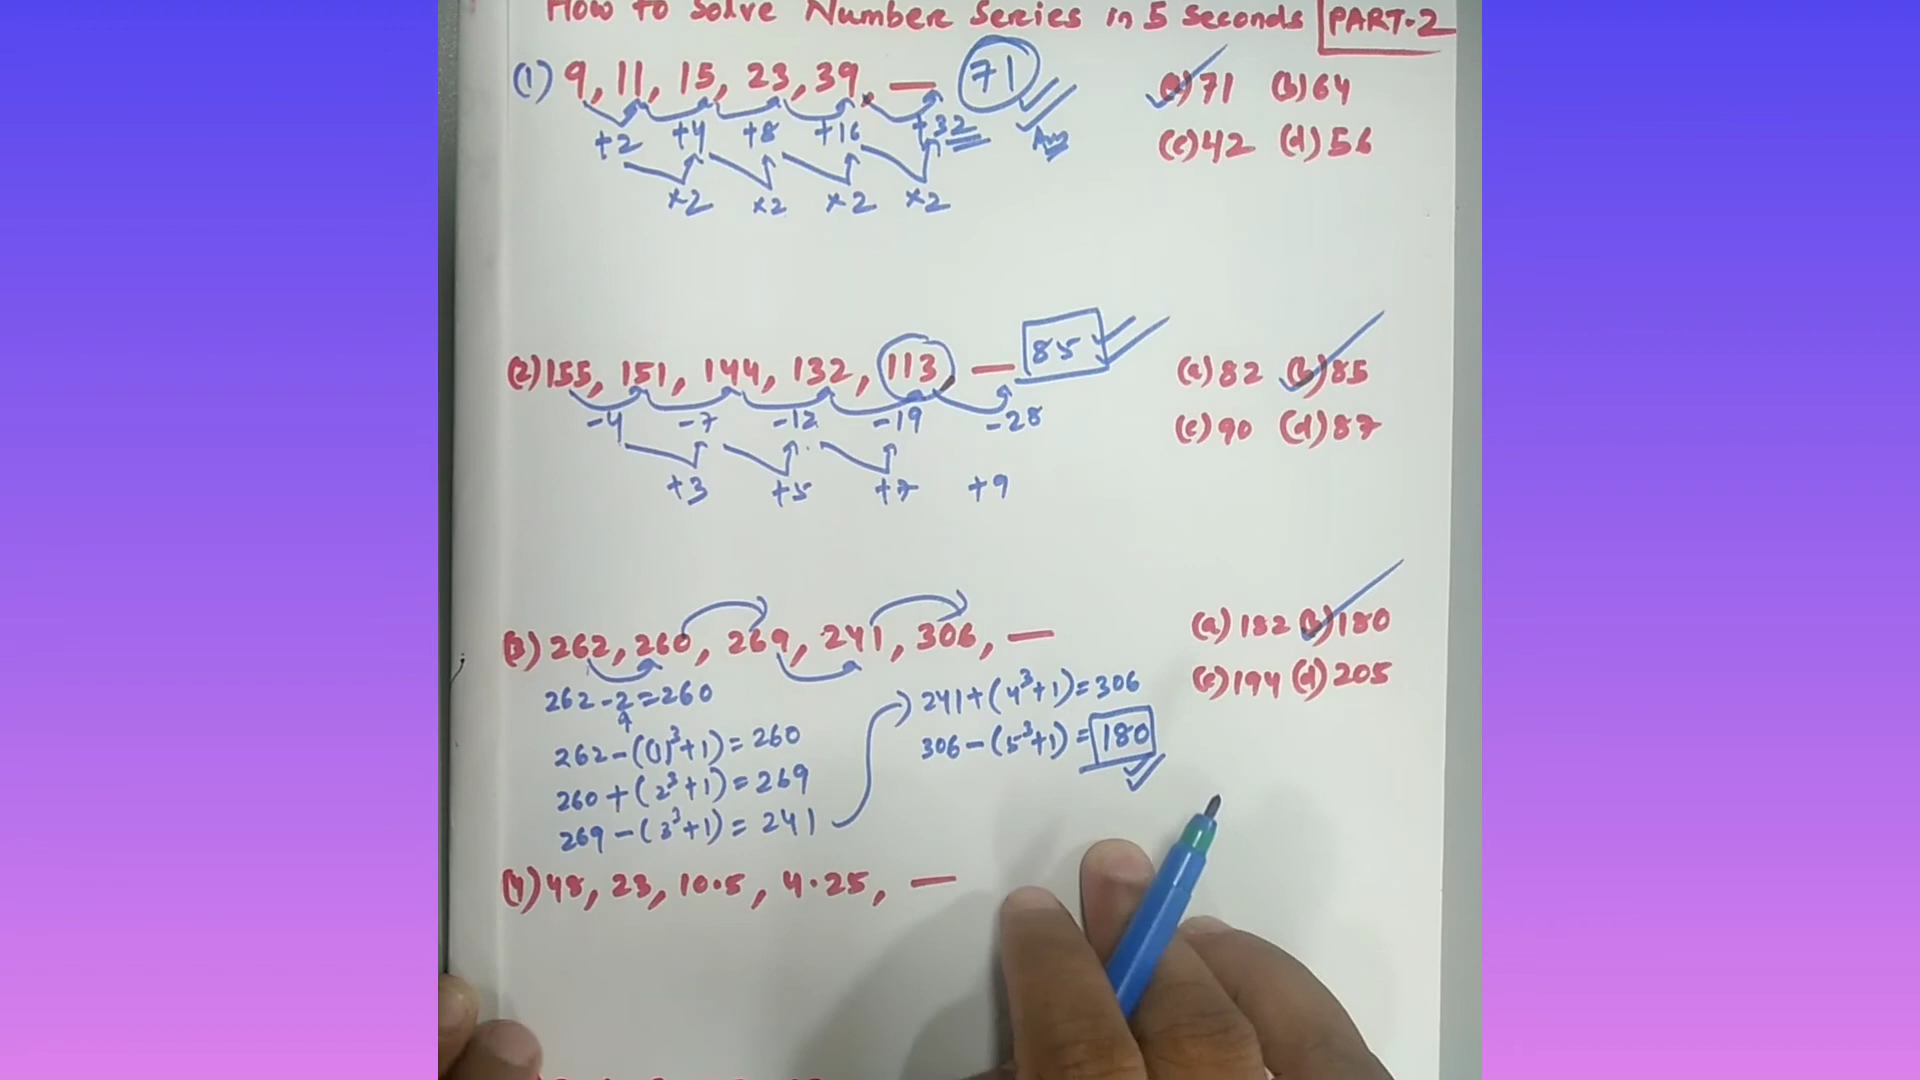 How to Solve Number Series in 5 Seconds PART-2
(1) 9, 11, 15, 23, 39, — 71
Ans
(a) 71 (b) 64
(c) 42 (d) 56
+2 +4 +8 +16 +32
×2 ×2 ×2 ×2
(2) 155, 151, 144, 132, 113, — 85
(a) 82 (b) 85
(c) 90 (d) 87
-4 -7 -12 -19 -28
+3 +5 +7 +9
(3) 262, 260, 269, 241, 306, —
(a) 182 (b) 180
(c) 194 (d) 205
262-2=260
262-((1)³+1)=260
260+(2³+1)=269
269-(3³+1)=241
241+(4³+1)=306
306-(5³+1)=180
(4) 48, 23, 10.5, 4.25, —